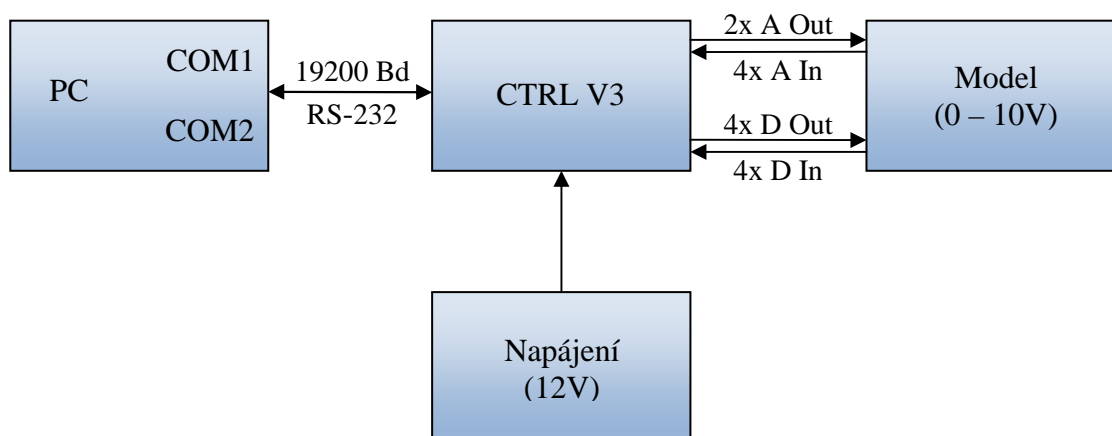 PC
COM1
COM2
19200 Bd
RS-232
CTRL V3
2x A Out
4x A In
4x D Out
4x D In
Model
(0 – 10V)
Napájení
(12V)